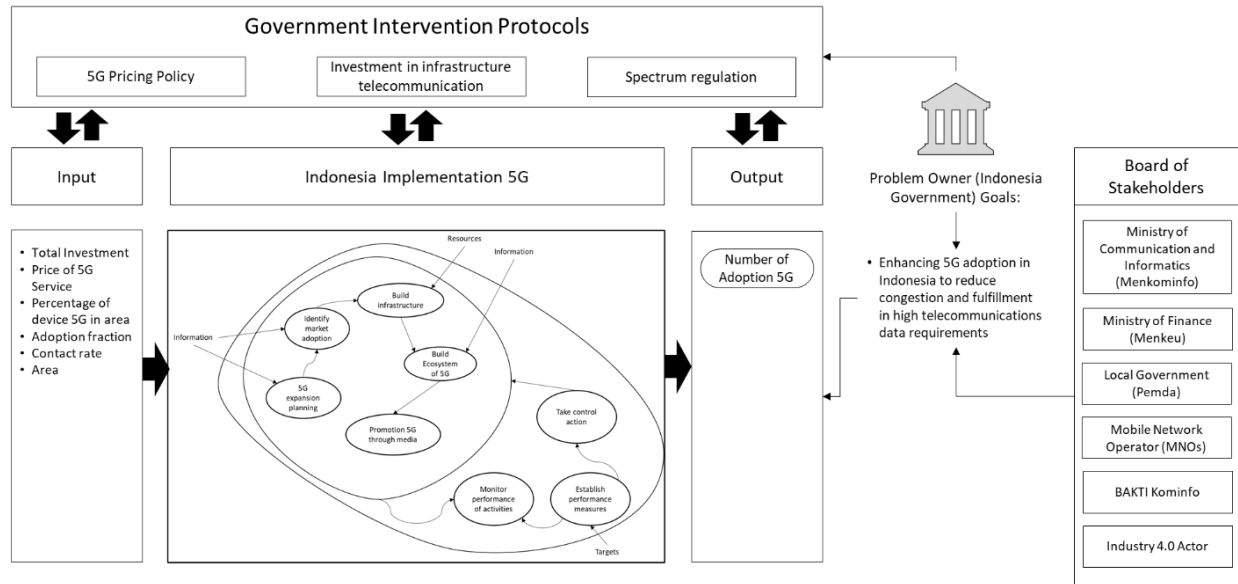 Government Intervention Protocols
5G Pricing Policy
Investment in infrastructure
telecommunication
Spectrum regulation
Input
Indonesia Implementation 5G
Output
• Total Investment
• Price of 5G
Service
• Percentage of
device 5G in area
• Adoption fraction
• Contact rate
• Area
Resources
Information
Build
infrastructure
Identify
market
adoption
Information
Build
Ecosystem
of 5G
5G
expansion
planning
Promotion 5G
through media
Take control
action
Monitor
performance
of activities
Establish
performance
measures
Targets
Number of
Adoption 5G
Problem Owner (Indonesia
Government) Goals:
• Enhancing 5G adoption in
Indonesia to reduce
congestion and fulfillment
in high telecommunications
data requirements
Board of
Stakeholders
Ministry of
Communication and
Informatics
(Menkominfo)
Ministry of Finance
(Menkeu)
Local Government
(Pemda)
Mobile Network
Operator (MNOs)
BAKTI Kominfo
Industry 4.0 Actor